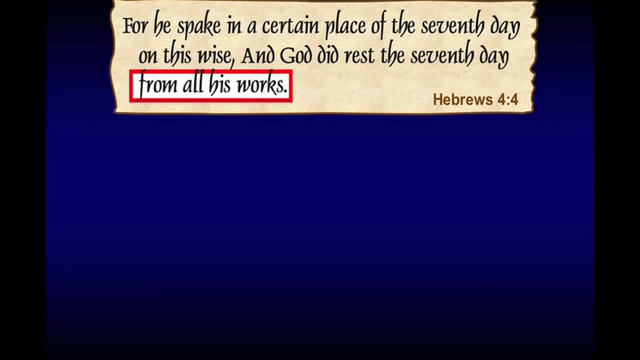 For he spake in a certain place of the seventh day
on this wise, And God did rest the seventh day
from all his works.
Hebrews 4:4